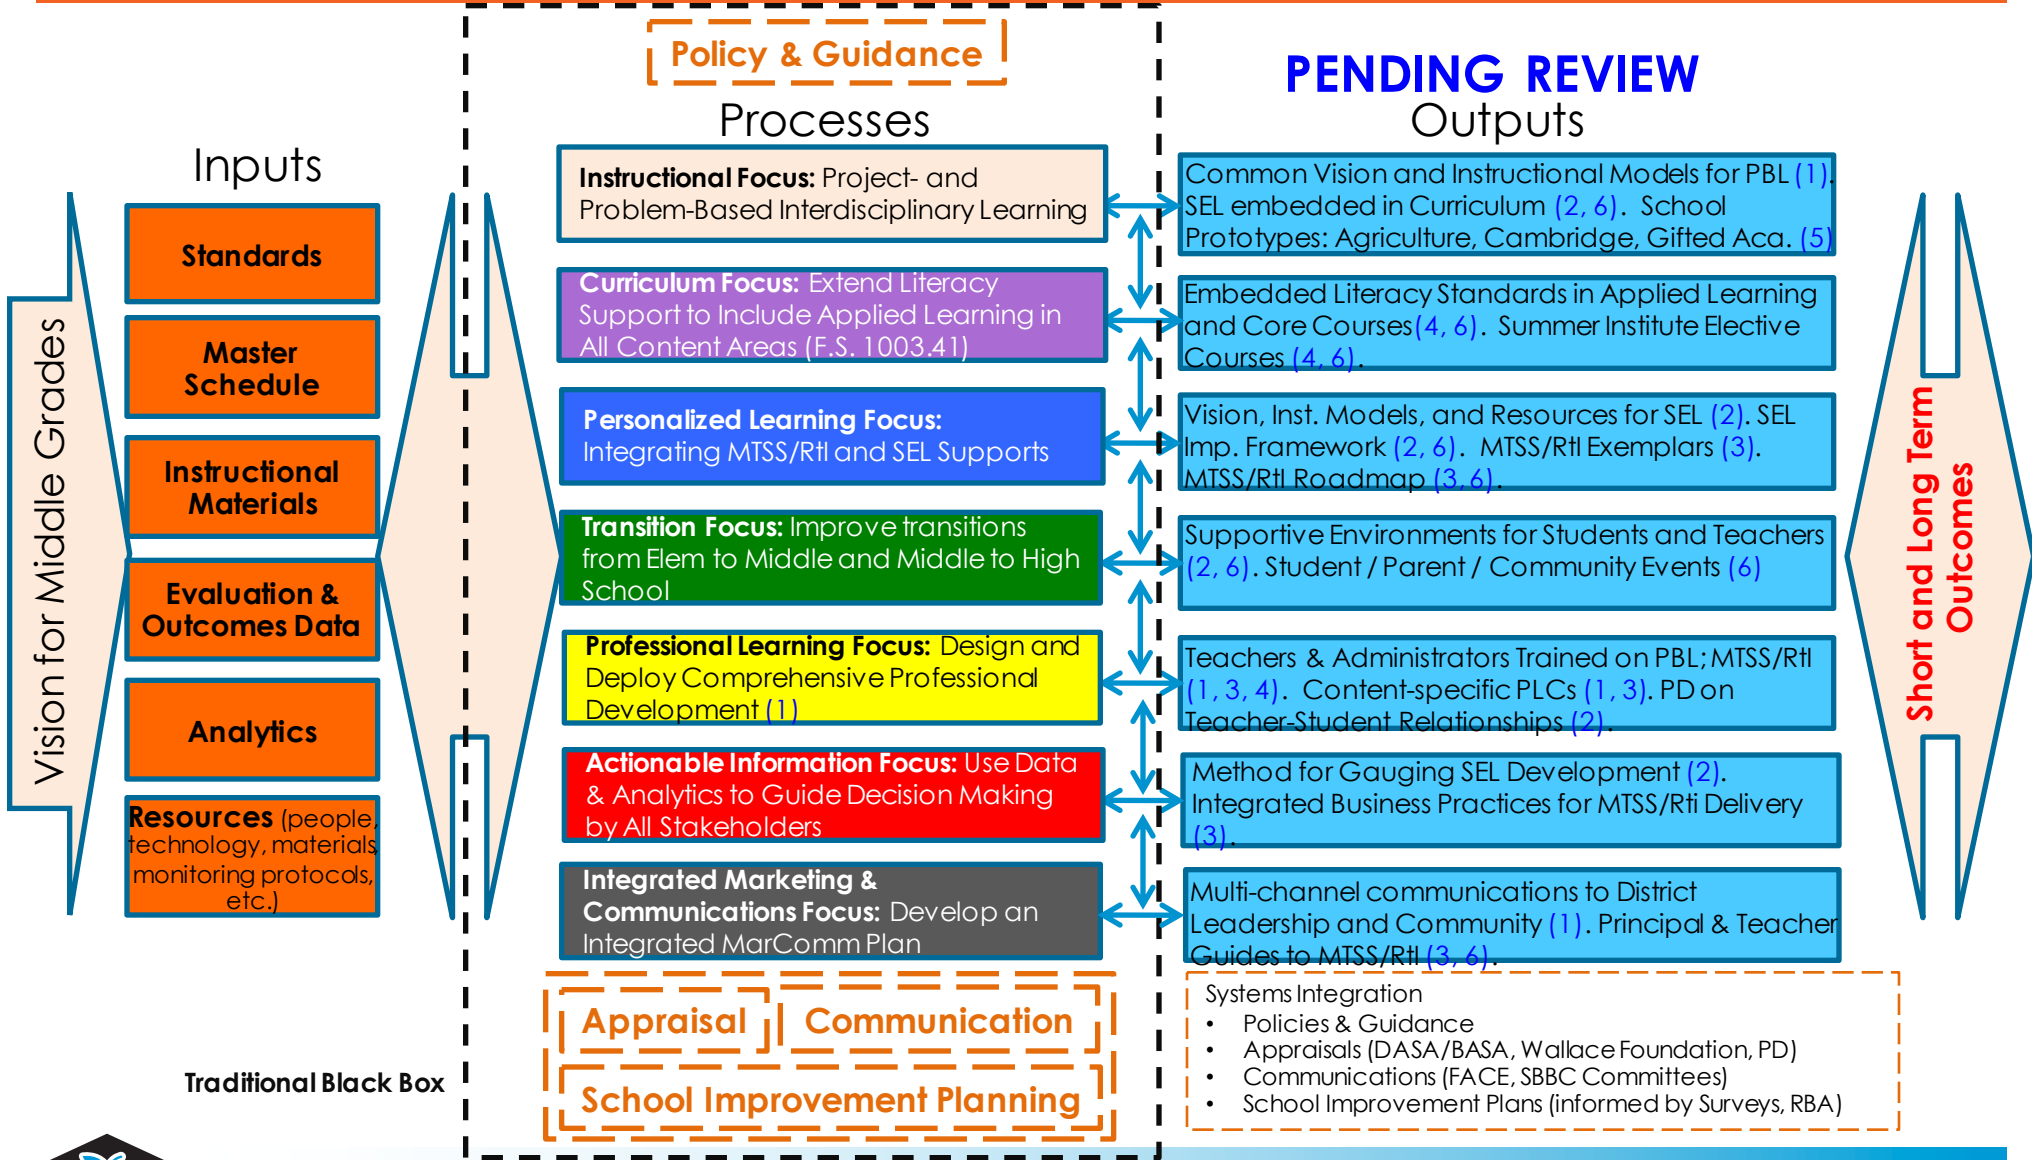 Policy & Guidance
PENDING REVIEW
Processes
Outputs
Inputs
Vision for Middle Grades
Standards
Master
Schedule
Instructional
Materials
Evaluation &
Outcomes Data
Analytics
Resources (people,
technology, materials,
monitoring protocols,
etc.)
Instructional Focus: Project- and
Problem-Based Interdisciplinary Learning
Curriculum Focus: Extend Literacy
Support to Include Applied Learning in
All Content Areas (F.S. 1003.41)
Personalized Learning Focus:
Integrating MTSS/RtI and SEL Supports
Transition Focus: Improve transitions
from Elem to Middle and Middle to High
School
Professional Learning Focus: Design and
Deploy Comprehensive Professional
Development (1)
Actionable Information Focus: Use Data
& Analytics to Guide Decision Making
by All Stakeholders
Integrated Marketing &
Communications Focus: Develop an
Integrated MarComm Plan
Common Vision and Instructional Models for PBL (1).
SEL embedded in Curriculum (2, 6). School
Prototypes: Agriculture, Cambridge, Gifted Aca. (5)
Embedded Literacy Standards in Applied Learning
and Core Courses(4, 6). Summer Institute Elective
Courses (4, 6).
Vision, Inst. Models, and Resources for SEL (2). SEL
Imp. Framework (2, 6). MTSS/RtI Exemplars (3).
MTSS/RtI Roadmap (3,6).
Supportive Environments for Students and Teachers
(2, 6). Student / Parent / Community Events (6)
Teachers & Administrators Trained on PBL; MTSS/RtI
(1, 3, 4). Content-specific PLCs (1, 3). PD on
Teacher-Student Relationships (2).
Method for Gauging SEL Development (2).
Integrated Business Practices for MTSS/Rti Delivery
(3).
Multi-channel communications to District
Leadership and Community (1). Principal & Teacher
Guides to MTSS/RtI (3, 6).
Short and Long Term
Outcomes
Appraisal
Communication
School Improvement Planning
Traditional Black Box
Systems Integration
• Policies & Guidance
• Appraisals (DASA/BASA, Wallace Foundation, PD)
• Communications (FACE, SBBC Committees)
• School Improvement Plans (informed by Surveys, RBA)